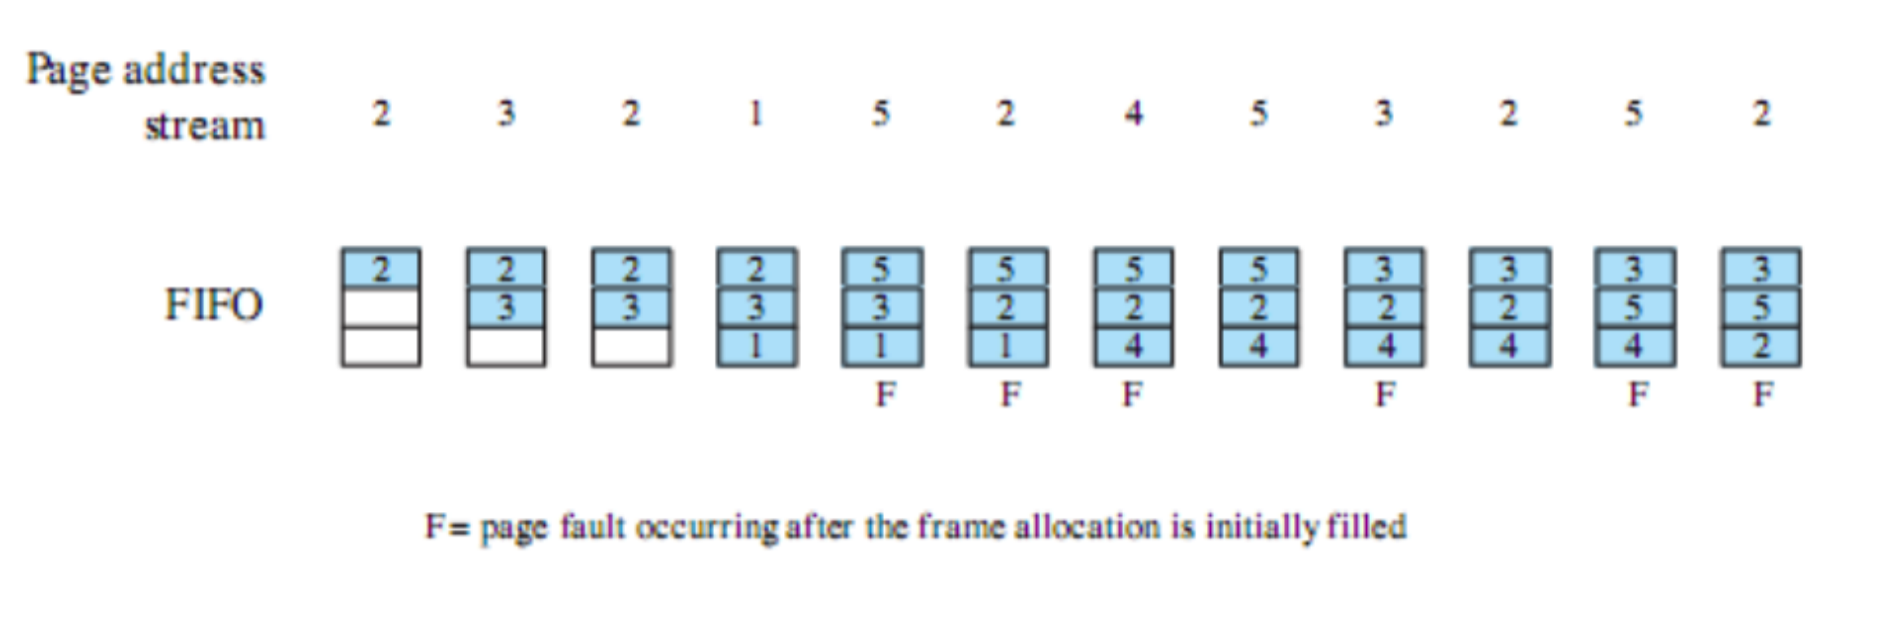 Page address
stream 2 3 2 1 5 2 4 5 3 2 5 2
2 2 2 2 5 5 5 5 3 3 3 3
FIFO 3 3 3 3 2 2 2 2 2 5 5
1 1 1 4 4 4 4 4 2
F F F F F F
F= page fault occurring after the frame allocation is initially filled